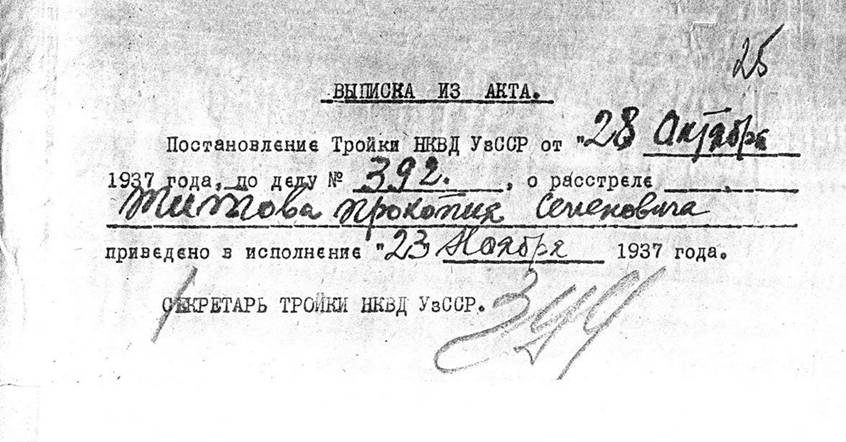 25
ВЫПИСКА ИЗ АКТА.
Постановление Тройки НКВД УзССР от "28 Октября
1937 года, по делу № 392. , о расстреле
Титова Прокопия Семеновича
приведено в исполнение "23 Ноября 1937 года.
СЕКРЕТАРЬ ТРОЙКИ НКВД УзССР.